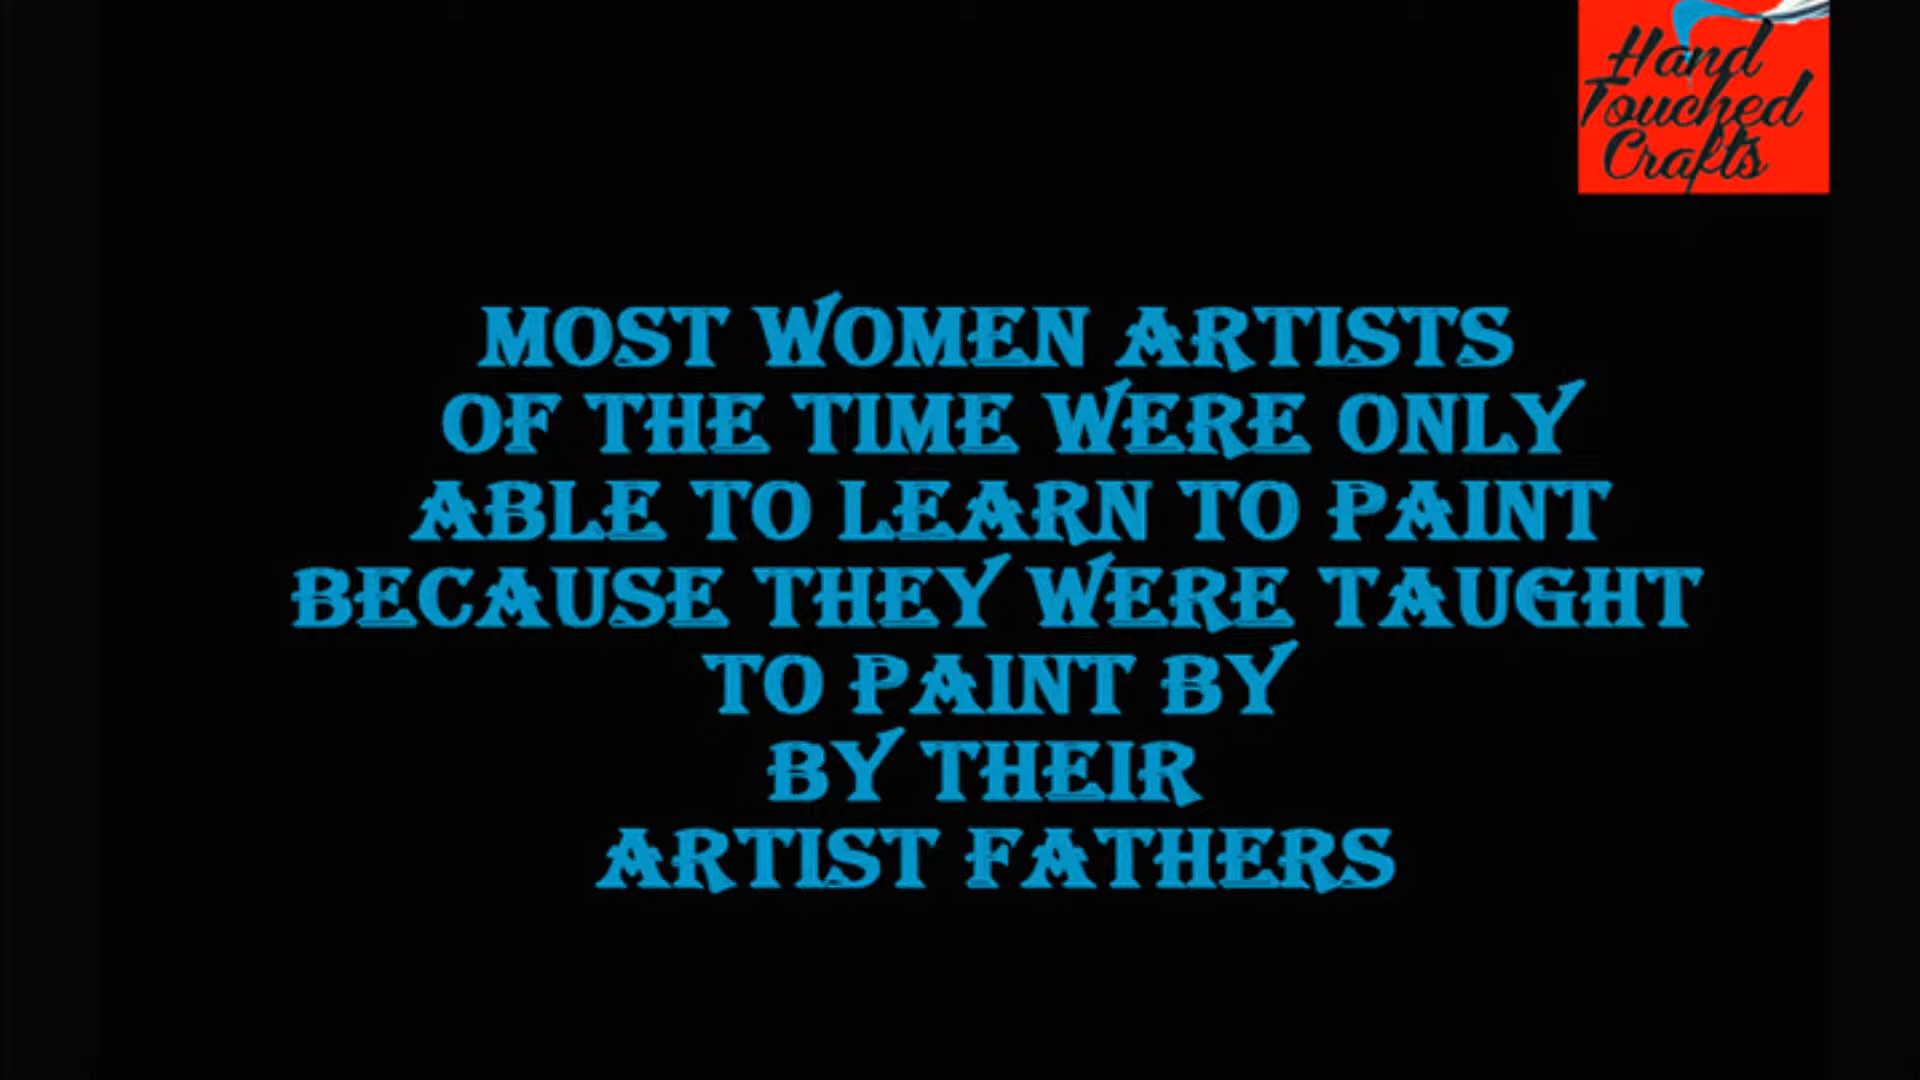 Hand
Touched
Crafts
MOST WOMEN ARTISTS
OF THE TIME WERE ONLY
ABLE TO LEARN TO PAINT
BECAUSE THEY WERE TAUGHT
TO PAINT BY
BY THEIR
ARTIST FATHERS